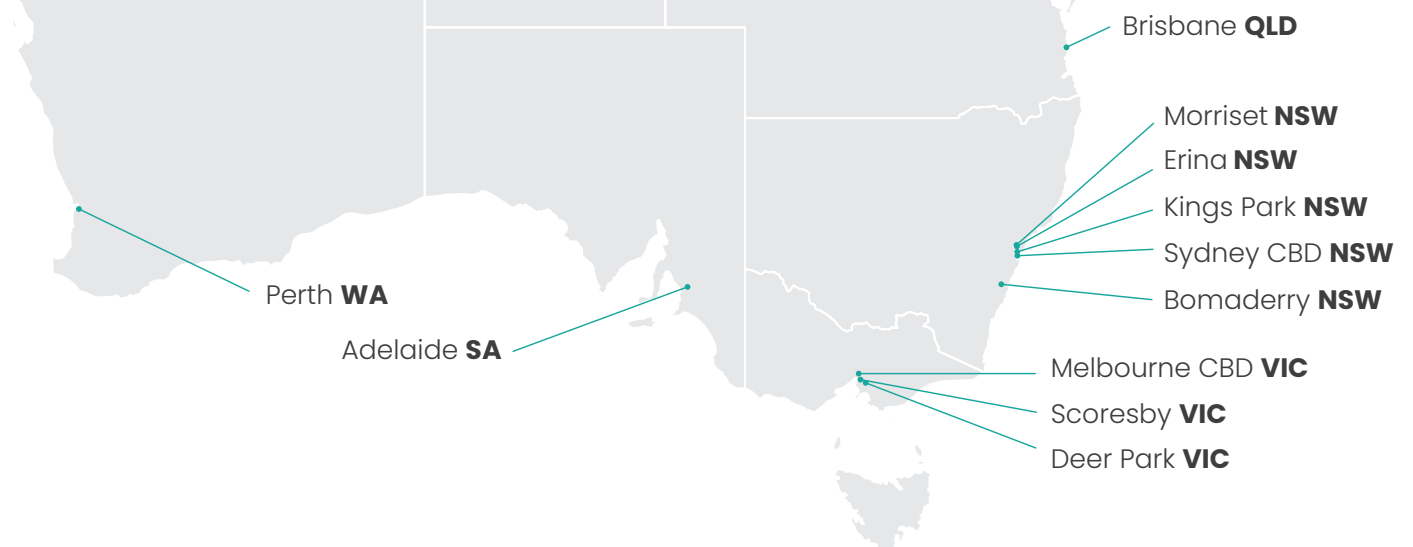 Brisbane QLD
Morriset NSW
Erina NSW
Kings Park NSW
Sydney CBD NSW
Bomaderry NSW
Perth WA
Adelaide SA
Melbourne CBD VIC
Scoresby VIC
Deer Park VIC